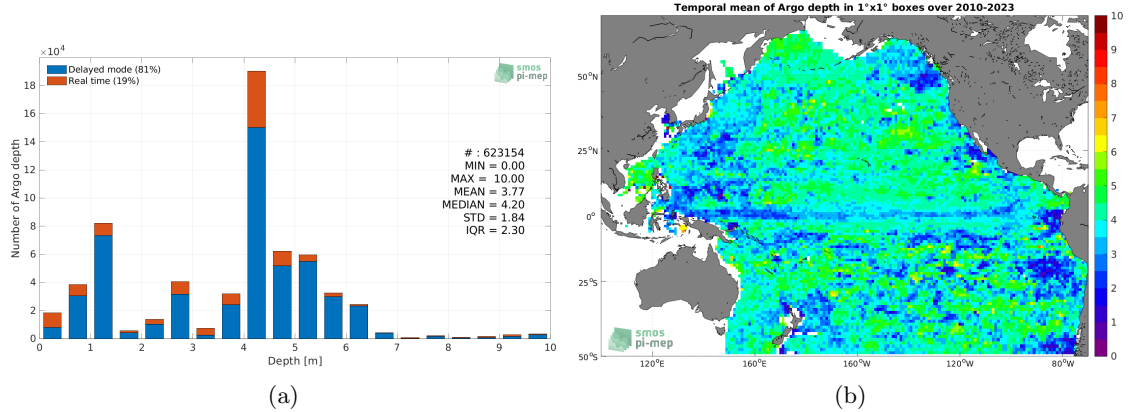 ×10⁴
Delayed mode (81%)
Real time (19%)
smos
pi-mep
# : 623154
MIN = 0.00
MAX = 10.00
MEAN = 3.77
MEDIAN = 4.20
STD = 1.84
IQR = 2.30
Number of Argo depth
18
16
14
12
10
8
6
4
2
0
0 1 2 3 4 5 6 7 8 9 10
Depth [m]
(a)
Temporal mean of Argo depth in 1°x1° boxes over 2010-2023
50°N
25°N
0°
25°S
50°S
120°E 160°E 160°W 120°W 80°W
smos
pi-mep
10
9
8
7
6
5
4
3
2
1
0
(b)